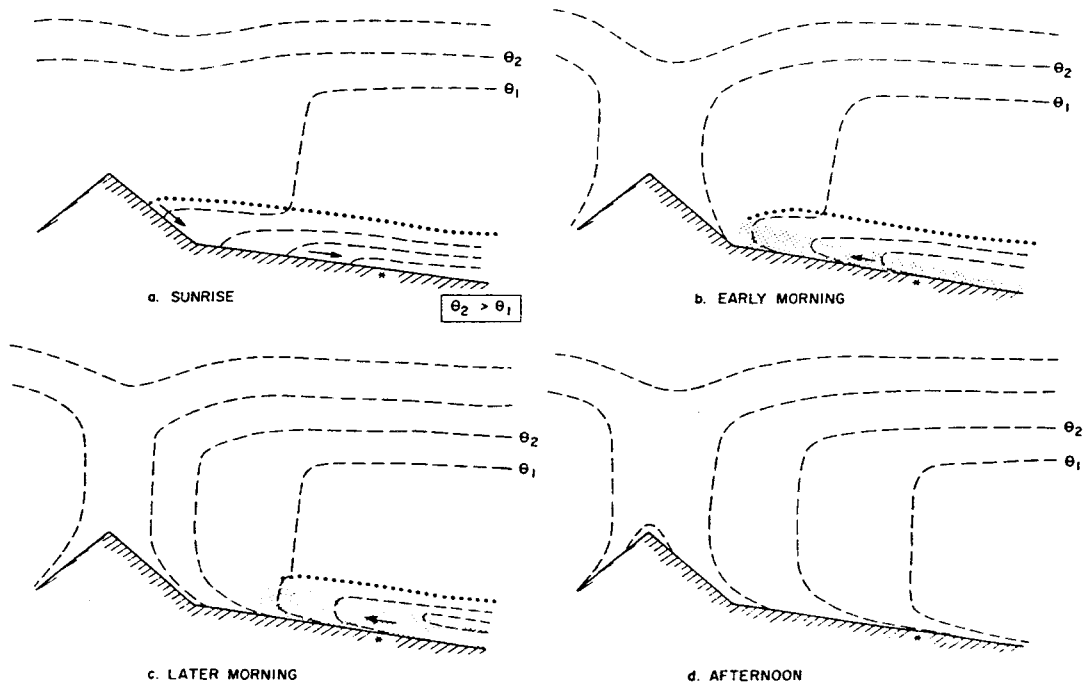 θ₂
θ₁
a. SUNRISE
θ₂ > θ₁
θ₂
θ₁
b. EARLY MORNING
θ₂
θ₁
c. LATER MORNING
θ₂
θ₁
d. AFTERNOON